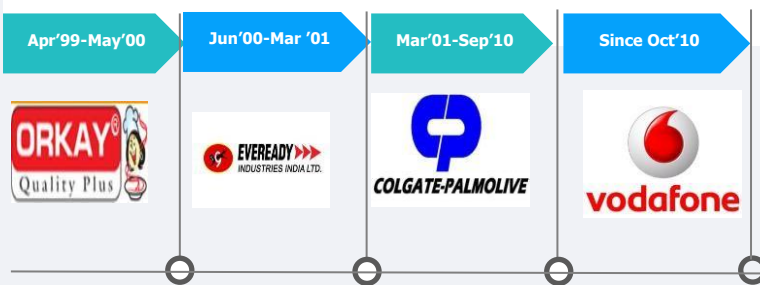 Apr’99-May’00
Jun’00-Mar ’01
Mar’01-Sep’10
Since Oct’10
ORKAY®
Quality Plus
EVEREADY
INDUSTRIES INDIA LTD.
COLGATE-PALMOLIVE
vodafone